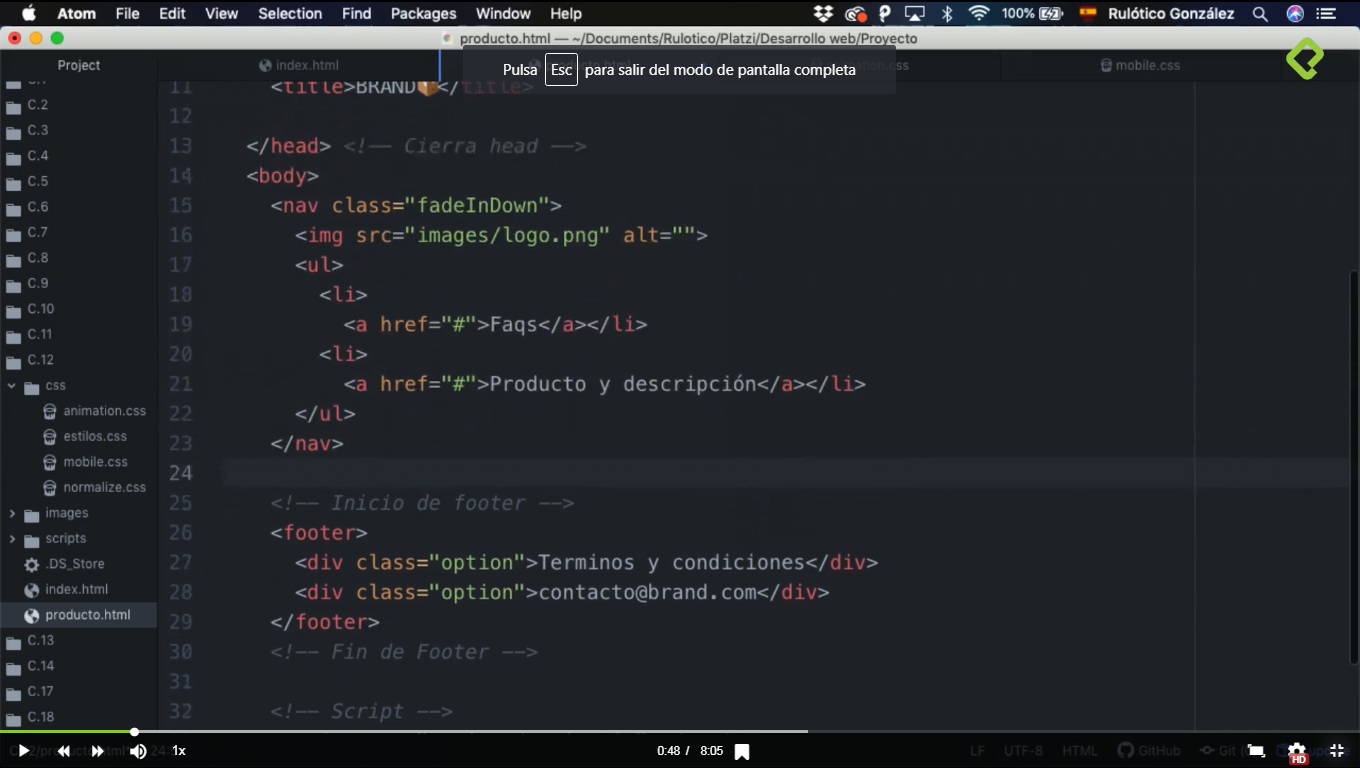 Atom File Edit View Selection Find Packages Window Help 100% Rulótico González
producto.html — ~/Documents/Rulotico/Platzi/Desarrollo web/Proyecto
Project index.html mobile.css
Pulsa Esc para salir del modo de pantalla completa
C.2
C.3
C.4
C.5
C.6
C.7
C.8
C.9
C.10
C.11
C.12
css
animation.css
estilos.css
mobile.css
normalize.css
images
scripts
.DS_Store
index.html
producto.html
C.13
C.14
C.17
C.18
11 <title>BRAND📦</title>
12
13 </head> <!-- Cierra head -->
14 <body>
15 <nav class="fadeInDown">
16 <img src="images/logo.png" alt="">
17 <ul>
18 <li>
19 <a href="#">Faqs</a></li>
20 <li>
21 <a href="#">Producto y descripción</a></li>
22 </ul>
23 </nav>
24
25 <!-- Inicio de footer -->
26 <footer>
27 <div class="option">Terminos y condiciones</div>
28 <div class="option">contacto@brand.com</div>
29 </footer>
30 <!-- Fin de Footer -->
31
32 <!-- Script -->
1x 0:48 / 8:05 HD
LF UTF-8 HTML GitHub Git